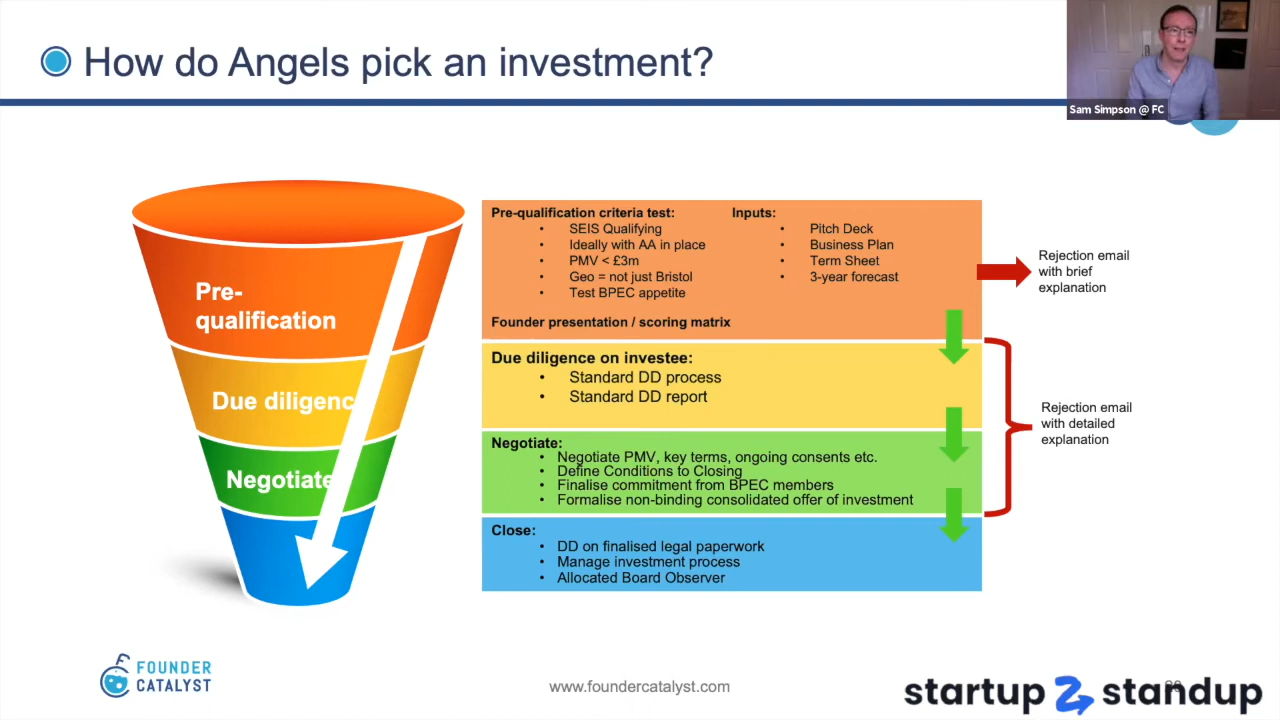 How do Angels pick an investment?
Sam Simpson @ FC
Pre-
qualification
Due diligenc
Negotiate
Pre-qualification criteria test:
• SEIS Qualifying
• Ideally with AA in place
• PMV < £3m
• Geo = not just Bristol
• Test BPEC appetite
Inputs:
• Pitch Deck
• Business Plan
• Term Sheet
• 3-year forecast
Founder presentation / scoring matrix
Rejection email
with brief
explanation
Due diligence on investee:
• Standard DD process
• Standard DD report
Negotiate:
• Negotiate PMV, key terms, ongoing consents etc.
• Define Conditions to Closing
• Finalise commitment from BPEC members
• Formalise non-binding consolidated offer of investment
Rejection email
with detailed
explanation
Close:
• DD on finalised legal paperwork
• Manage investment process
• Allocated Board Observer
FOUNDER
CATALYST
www.foundercatalyst.com
startup 2 standup